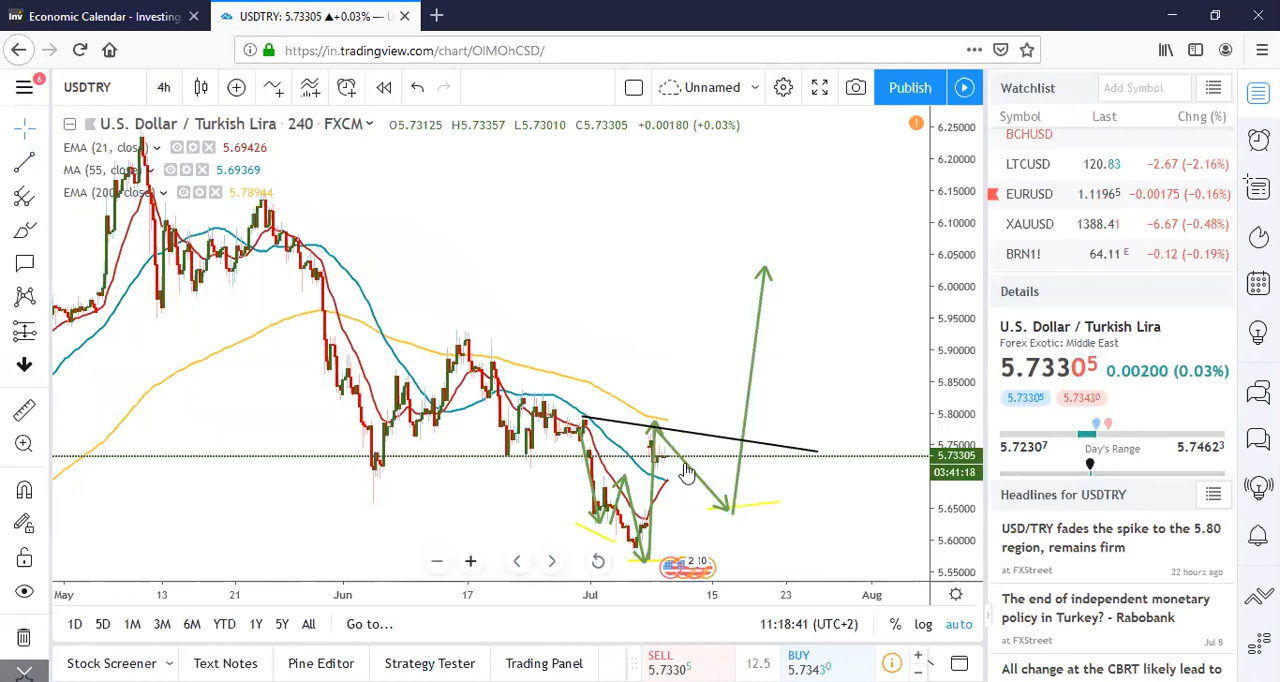 Economic Calendar - Investing
USDTRY: 5.73305 ▲+0.03% —
https://in.tradingview.com/chart/OIMOhCSD/
6
USDTRY
4h
Unnamed
Publish
U.S. Dollar / Turkish Lira · 240 · FXCM
O5.73125 H5.73357 L5.73010 C5.73305 +0.00180 (+0.03%)
EMA (21, close) 5.69426
MA (55, close) 5.69369
EMA (200, close) 5.78944
6.25000
6.20000
6.15000
6.10000
6.05000
6.00000
5.95000
5.90000
5.85000
5.80000
5.75000
5.73305
03:41:18
5.65000
5.60000
5.55000
2 10
May 13 21 Jun 17 Jul 15 23 Aug
1D 5D 1M 3M 6M YTD 1Y 5Y All Go to...
11:18:41 (UTC+2) % log auto
Stock Screener Text Notes Pine Editor Strategy Tester Trading Panel
SELL
5.73305
12.5
BUY
5.73430
Watchlist
Add Symbol
Symbol Last Chng (%)
BCHUSD
LTCUSD 120.83 −2.67 (−2.16%)
EURUSD 1.11965 −0.00175 (−0.16%)
XAUUSD 1388.41 −6.67 (−0.48%)
BRN1! 64.11 E −0.12 (−0.19%)
Details
U.S. Dollar / Turkish Lira
Forex Exotic: Middle East
5.73305 0.00200 (0.03%)
5.73305 5.73430
5.72307 Day's Range 5.74623
Headlines for USDTRY
USD/TRY fades the spike to the 5.80
region, remains firm
at FXStreet 22 hours ago
The end of independent monetary
policy in Turkey? - Rabobank
at FXStreet Jul 8
All change at the CBRT likely lead to